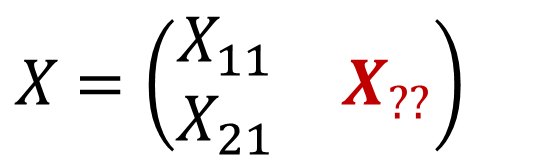 X = ( X₁₁
X₂₁ X?? )